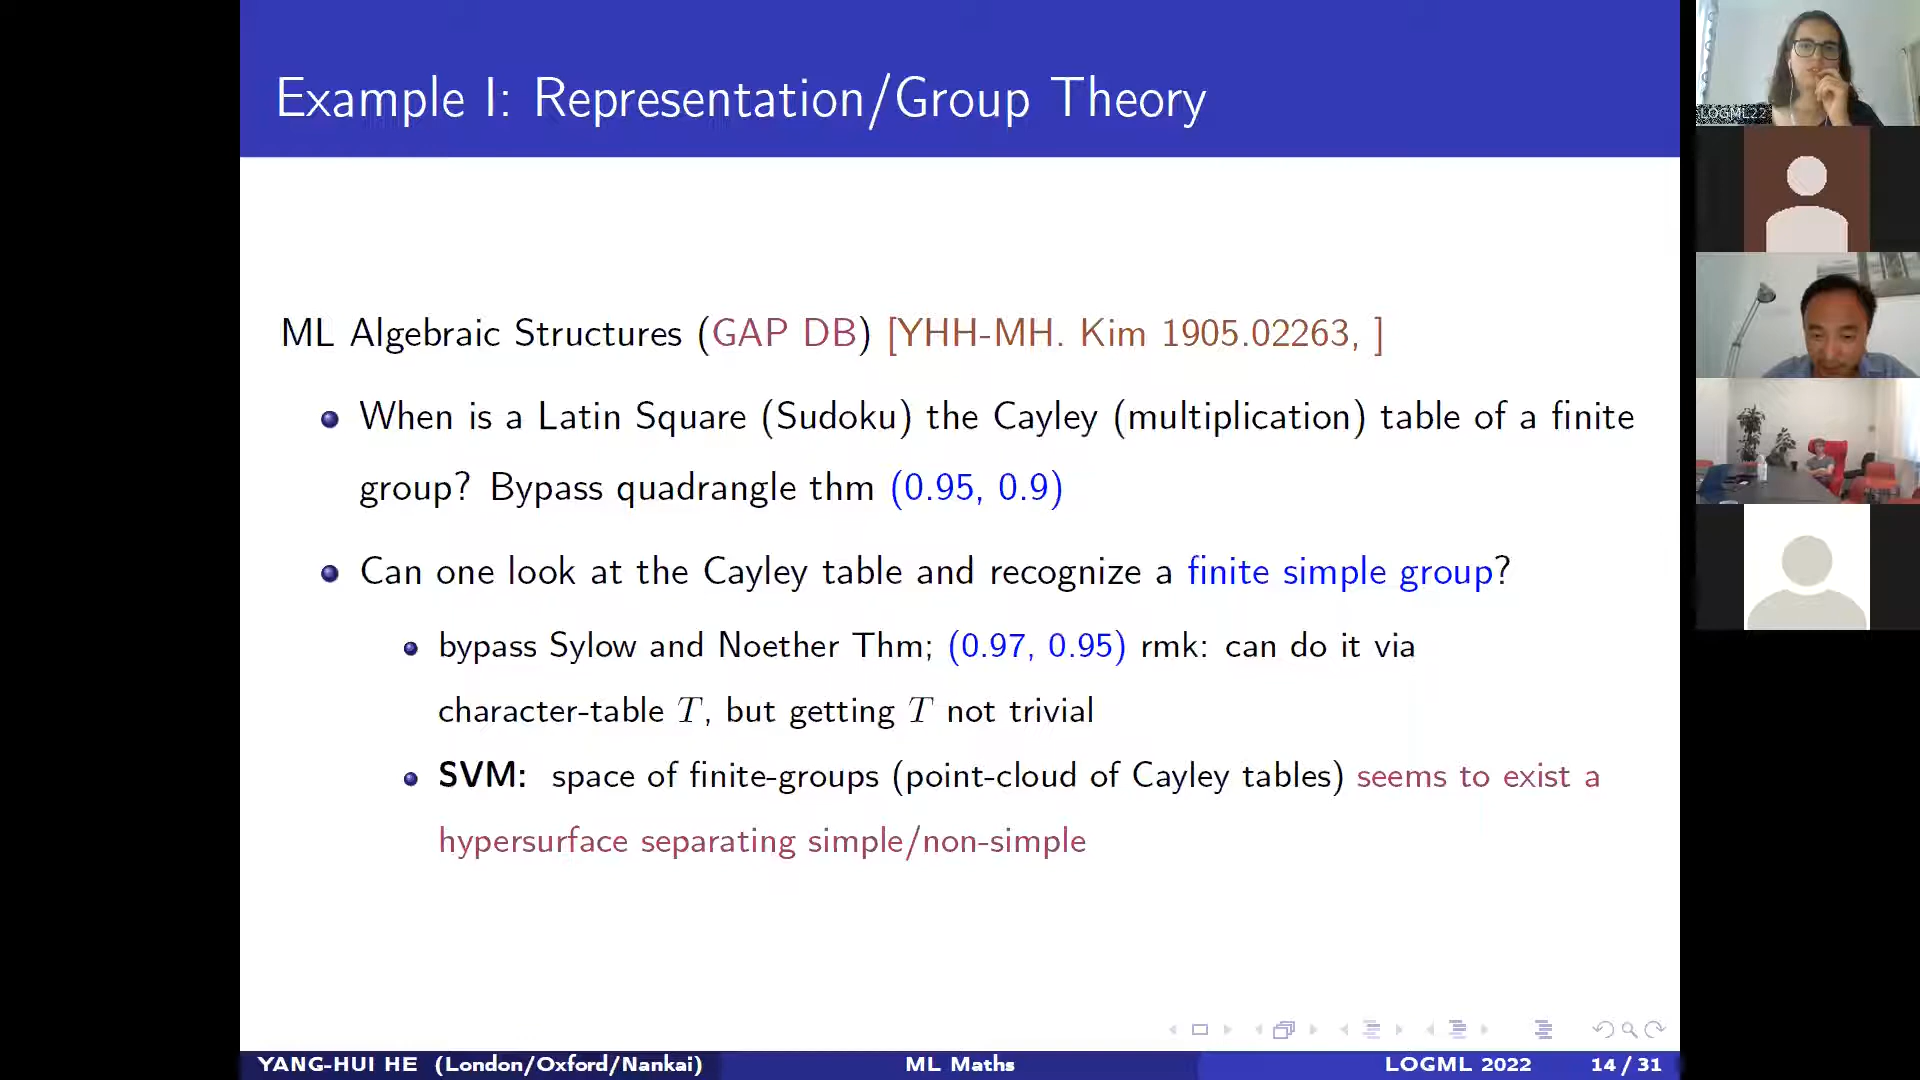 Example I: Representation/Group Theory
LOGML22
ML Algebraic Structures (GAP DB) [YHH-MH. Kim 1905.02263, ]
When is a Latin Square (Sudoku) the Cayley (multiplication) table of a finite
group? Bypass quadrangle thm (0.95, 0.9)
Can one look at the Cayley table and recognize a finite simple group?
bypass Sylow and Noether Thm; (0.97, 0.95) rmk: can do it via
character-table T, but getting T not trivial
SVM: space of finite-groups (point-cloud of Cayley tables) seems to exist a
hypersurface separating simple/non-simple
YANG-HUI HE (London/Oxford/Nankai) ML Maths LOGML 2022 14 / 31